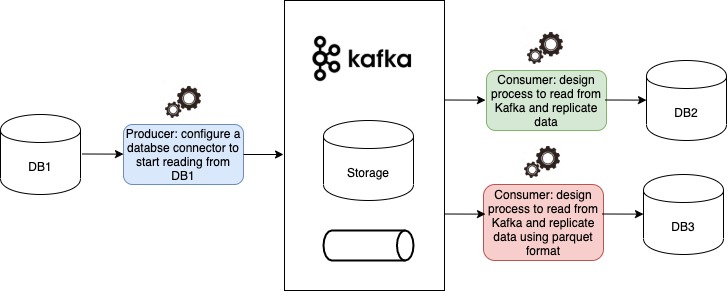 DB1
Producer: configure a
databse connector to
start reading from
DB1
kafka
Storage
Consumer: design
process to read from
Kafka and replicate
data
DB2
Consumer: design
process to read from
Kafka and replicate
data using parquet
format
DB3